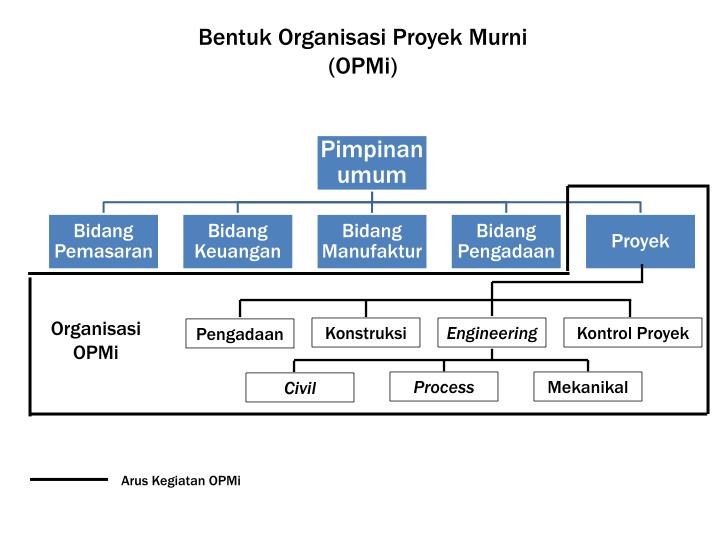 Bentuk Organisasi Proyek Murni
(OPMi)
Pimpinan
umum
Bidang
Pemasaran
Bidang
Keuangan
Bidang
Manufaktur
Bidang
Pengadaan
Proyek
Organisasi
OPMi
Pengadaan
Konstruksi
Engineering
Kontrol Proyek
Civil
Process
Mekanikal
Arus Kegiatan OPMi